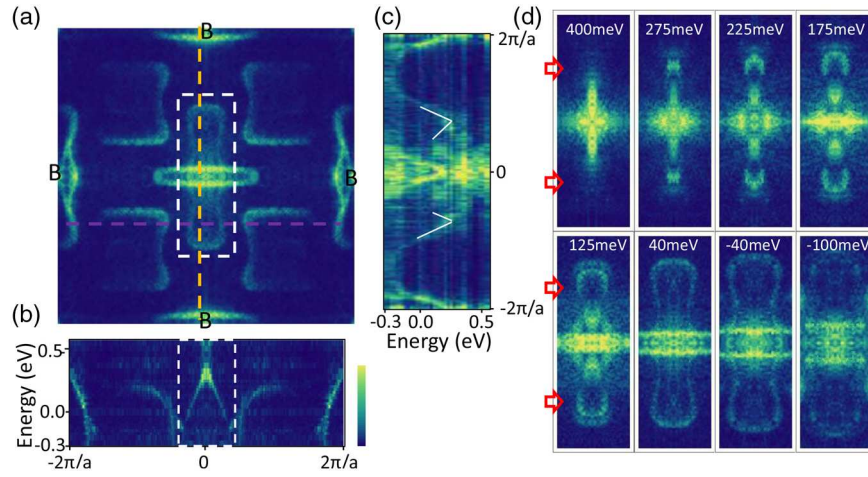 (a)
B
B
B
B
(b)
0.5
0.0
-0.3
Energy (eV)
-2π/a
0
2π/a
(c)
2π/a
0
-2π/a
-0.3
0.0
0.5
Energy (eV)
(d)
400meV
275meV
225meV
175meV
125meV
40meV
-40meV
-100meV